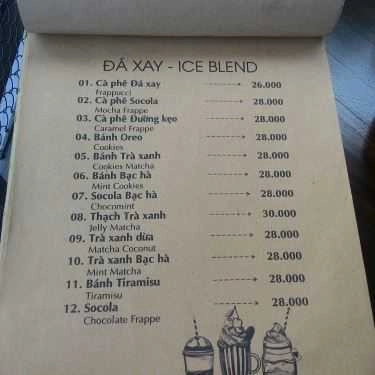 ĐÁ XAY - ICE BLEND
01. Cà phê Đá xay 26.000
Frappucci
02. Cà phê Socola 28.000
Mocha Frappe
03. Cà phê Đường kẹo 28.000
Caramel Frappe
04. Bánh Oreo 28.000
Cookies
05. Bánh Trà xanh 28.000
Cookies Matcha
06. Bánh Bạc hà 28.000
Mint Cookies
07. Socola Bạc hà 28.000
Chocomint
08. Thạch Trà xanh 30.000
Jelly Matcha
09. Trà xanh dừa 28.000
Matcha Coconut
10. Trà xanh Bạc hà 28.000
Mint Matcha
11. Bánh Tiramisu 28.000
Tiramisu
12. Socola 28.000
Chocolate Frappe